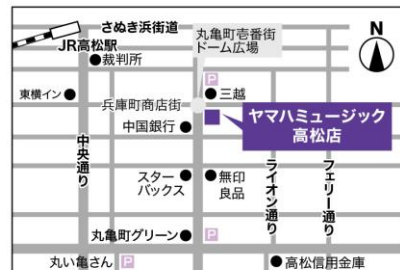 さぬき浜街道
丸亀町壱番街
ドーム広場
N
JR高松駅
裁判所
P
東横イン
三越
兵庫町商店街
中国銀行
ヤマハミュージック
高松店
中央通り
スター
バックス
無印
良品
ライオン通り
フェリー通り
丸亀町グリーン
P
丸い亀さん
P
高松信用金庫